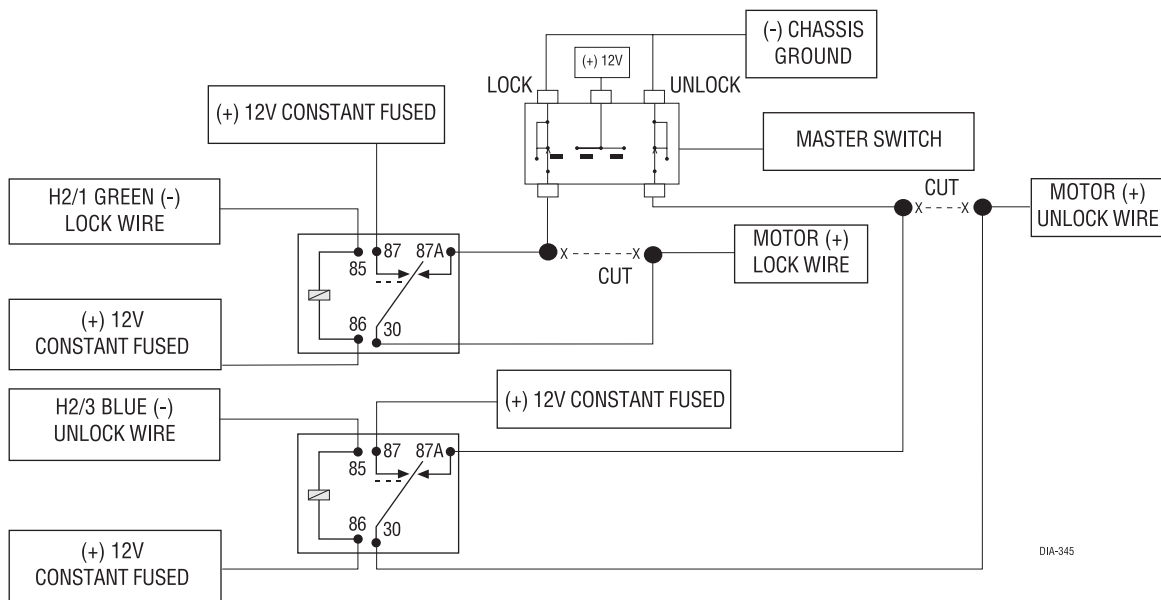 (-) CHASSIS
GROUND
(+) 12V
LOCK
UNLOCK
(+) 12V CONSTANT FUSED
MASTER SWITCH
H2/1 GREEN (-)
LOCK WIRE
CUT
MOTOR (+)
UNLOCK WIRE
87
87A
85
X
X
X
X
MOTOR (+)
LOCK WIRE
CUT
86
30
(+) 12V
CONSTANT FUSED
H2/3 BLUE (-)
UNLOCK WIRE
(+) 12V CONSTANT FUSED
87
87A
85
86
30
(+) 12V
CONSTANT FUSED
DIA-345